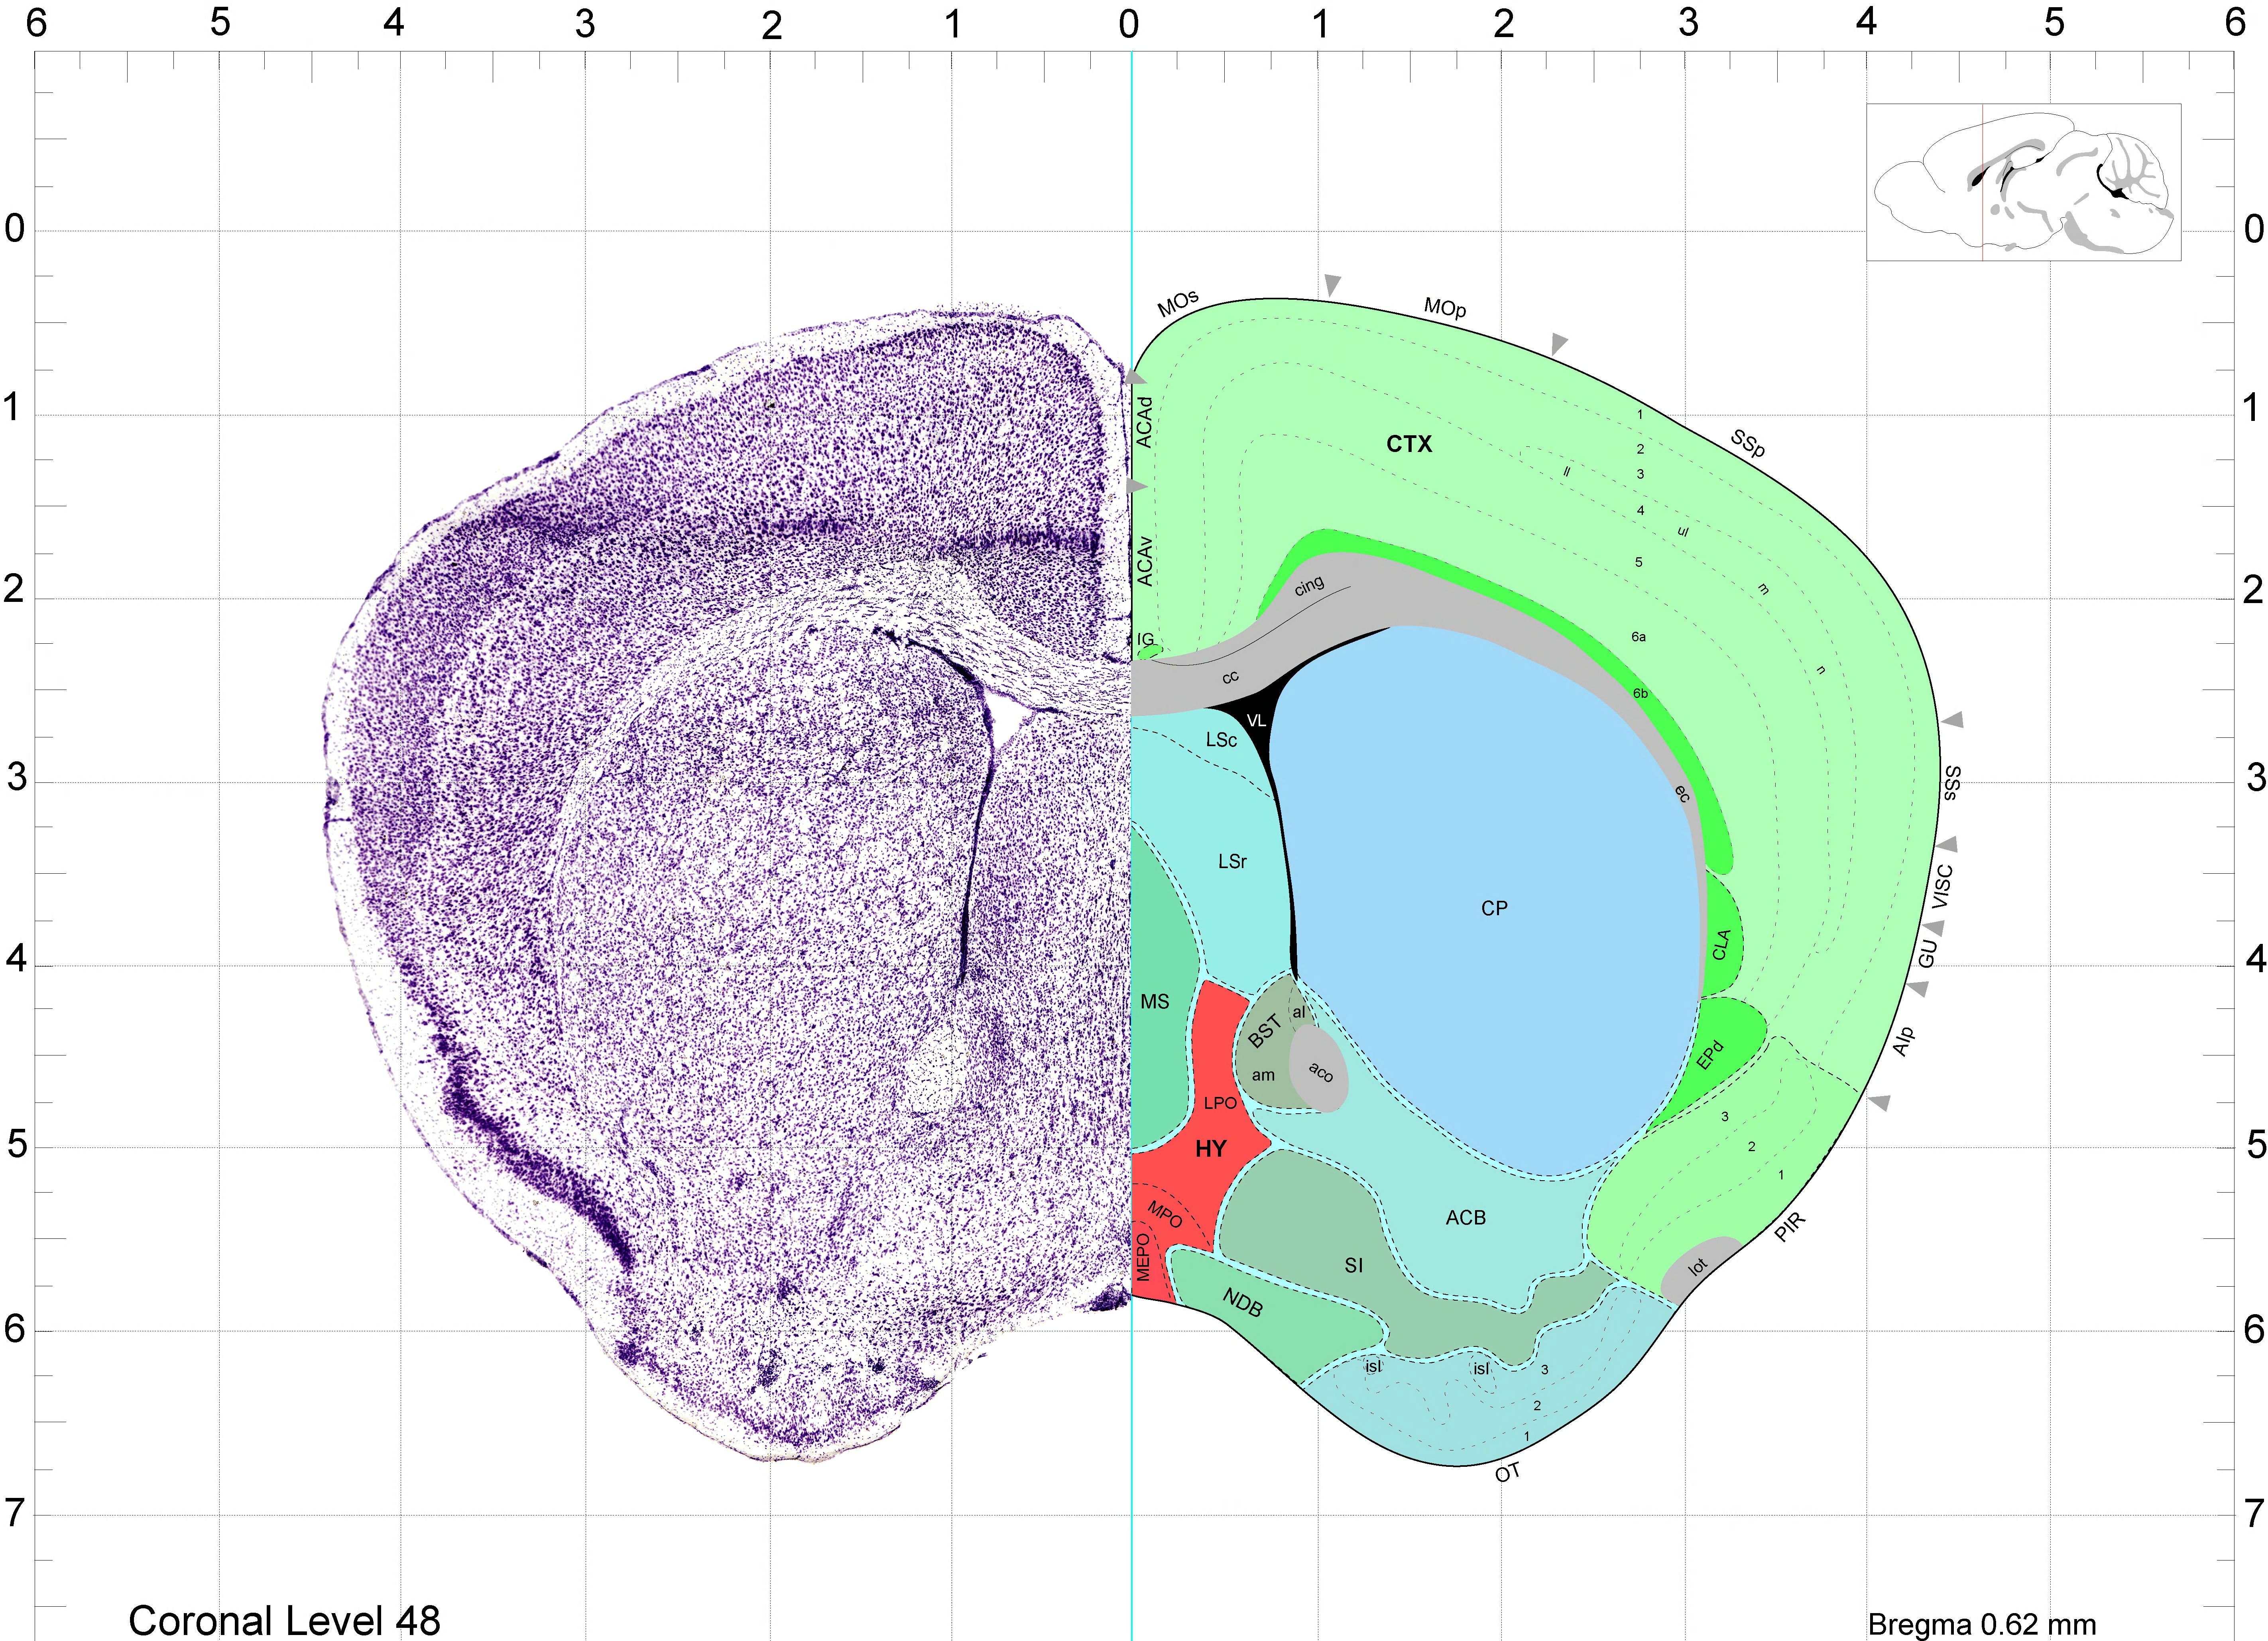 6 5 4 3 2 1 0 1 2 3 4 5 6
0 0
MOs
MOp
ACAd
1 1
CTX
1
SSp
2
ll
3
4
ul
ACAv
5
m
cing
2 2
IG
6a
n
cc
6b
VL
LSc
3 3
SSs
ec
LSr
VISC
CP
CLA
GU
4 4
MS
al
BST
AIp
EPd
am
aco
LPO
3
5 5
HY
2
1
MPO
ACB
PIR
MEPO
SI
lot
NDB
6 6
isl
isl
3
2
1
OT
7 7
Coronal Level 48
Bregma 0.62 mm